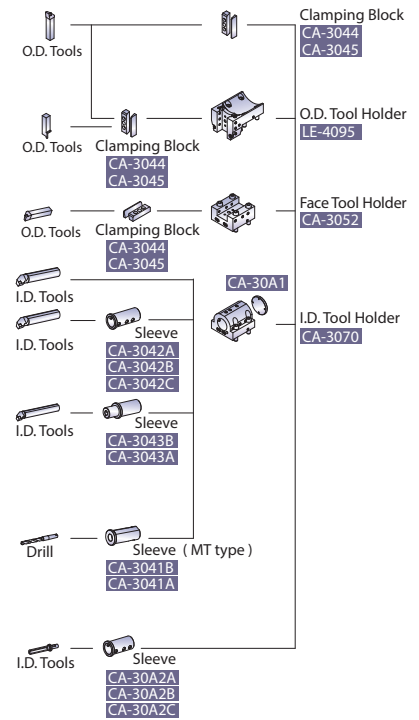 O.D. Tools
Clamping Block
CA-3044
CA-3045
O.D. Tools
Clamping Block
CA-3044
CA-3045
O.D. Tool Holder
LE-4095
O.D. Tools
Clamping Block
CA-3044
CA-3045
Face Tool Holder
CA-3052
I.D. Tools
CA-30A1
I.D. Tool Holder
CA-3070
I.D. Tools
Sleeve
CA-3042A
CA-3042B
CA-3042C
I.D. Tools
Sleeve
CA-3043B
CA-3043A
Drill
Sleeve ( MT type )
CA-3041B
CA-3041A
I.D. Tools
Sleeve
CA-30A2A
CA-30A2B
CA-30A2C